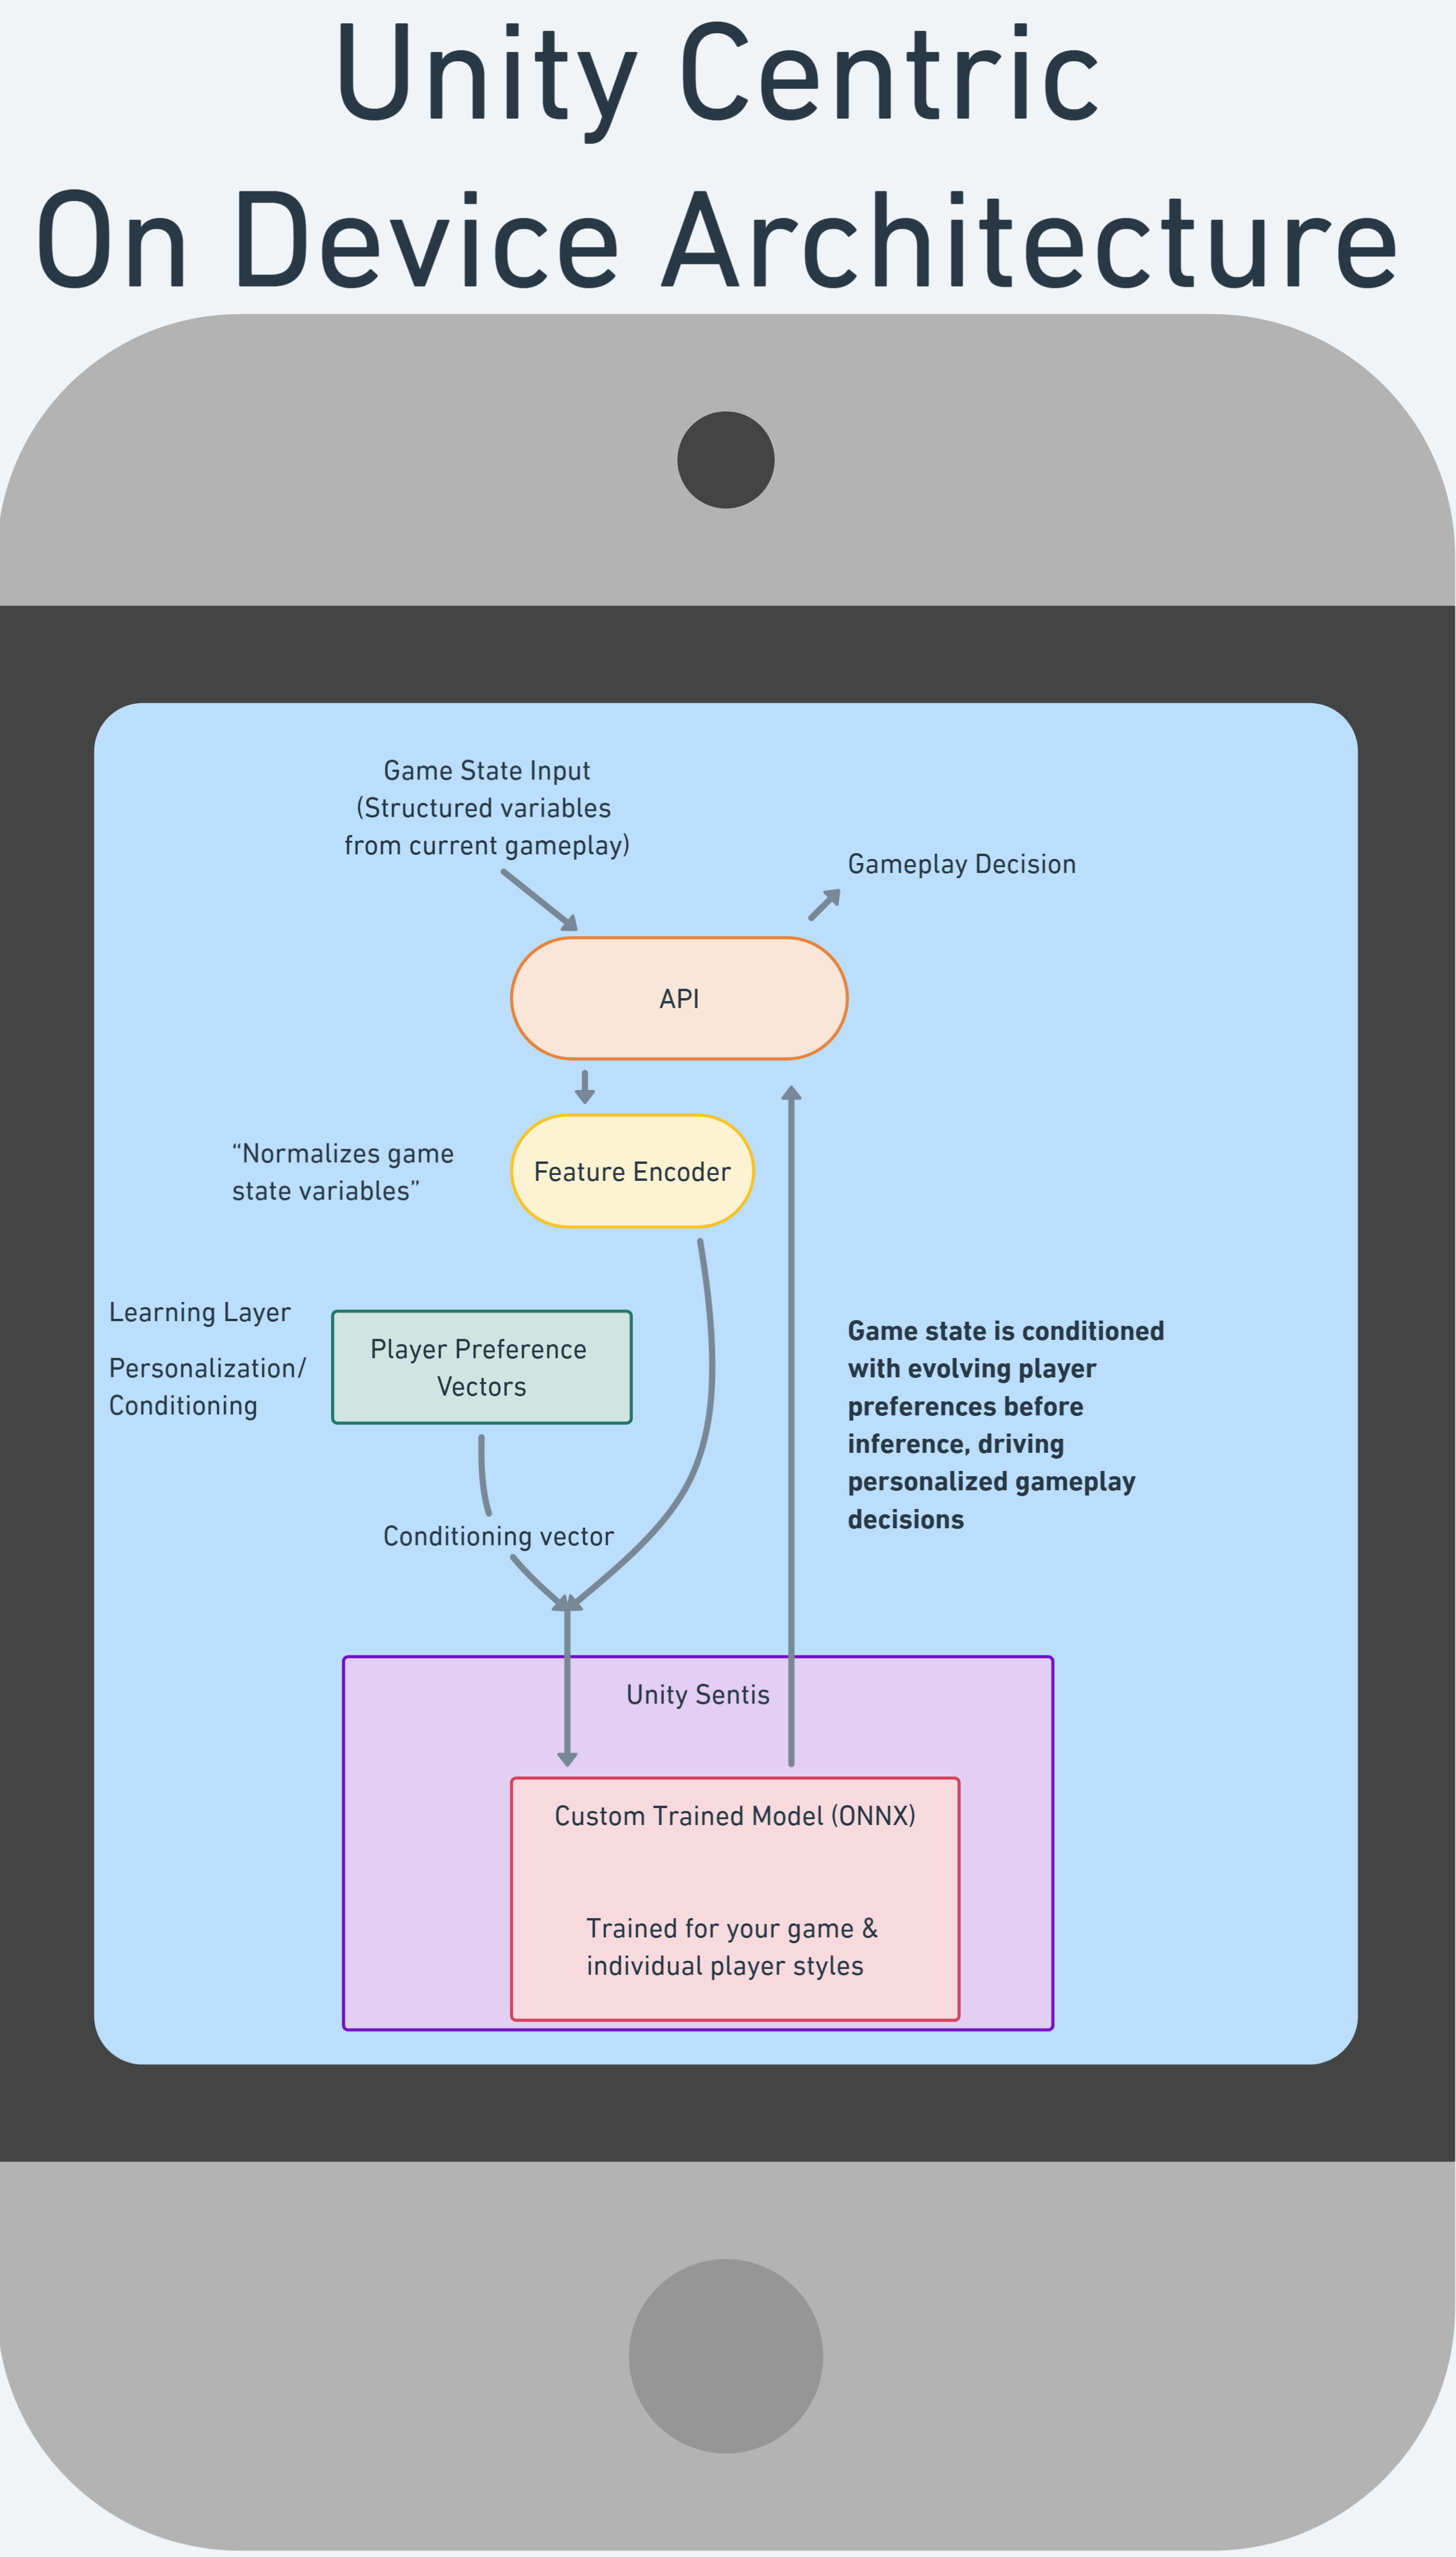 Unity Centric
On Device Architecture
Game State Input
(Structured variables
from current gameplay)
Gameplay Decision
API
“Normalizes game
state variables”
Feature Encoder
Learning Layer
Personalization/
Conditioning
Player Preference
Vectors
Game state is conditioned
with evolving player
preferences before
inference, driving
personalized gameplay
decisions
Conditioning vector
Unity Sentis
Custom Trained Model (ONNX)
Trained for your game &
individual player styles